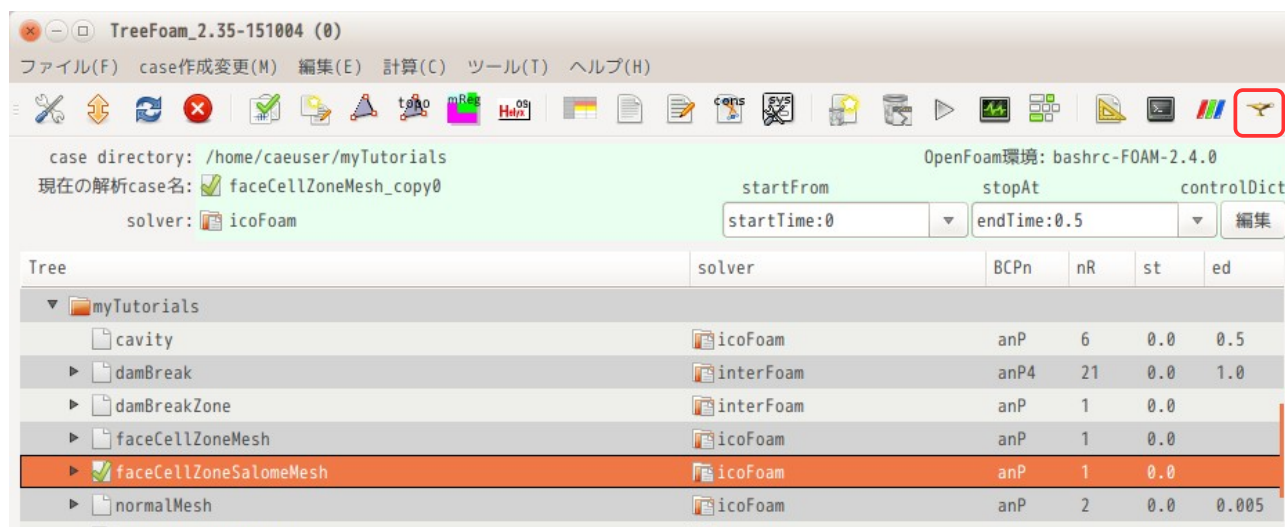 TreeFoam_2.35-151004 (0)
ファイル(F) case作成変更(M) 編集(E) 計算(C) ツール(T) ヘルプ(H)
topo mReg Helyx OS cons sys
case directory: /home/caeuser/myTutorials OpenFoam環境: bashrc-FOAM-2.4.0
現在の解析case名: faceCellZoneMesh_copy0 startFrom stopAt controlDict
solver: icoFoam startTime:0 endTime:0.5 編集
Tree solver BCPn nR st ed
myTutorials
cavity icoFoam anP 6 0.0 0.5
damBreak interFoam anP4 21 0.0 1.0
damBreakZone interFoam anP 1 0.0
faceCellZoneMesh icoFoam anP 1 0.0
faceCellZoneSalomeMesh icoFoam anP 1 0.0
normalMesh icoFoam anP 2 0.0 0.005